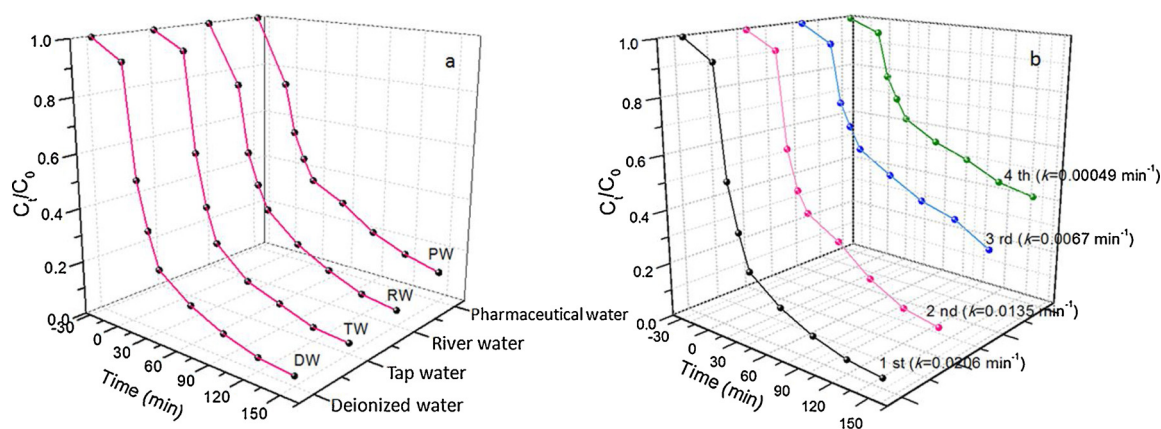 a
C_t/C_0
1.0
0.8
0.6
0.4
0.2
0.0
-30
0
30
60
90
120
150
Time (min)
PW
RW
TW
DW
Pharmaceutical water
River water
Tap water
Deionized water
b
C_t/C_0
1.0
0.8
0.6
0.4
0.2
0.0
-30
0
30
60
90
120
150
Time (min)
4 th (k=0.00049 min⁻¹)
3 rd (k=0.0067 min⁻¹)
2 nd (k=0.0135 min⁻¹)
1 st (k=0.0206 min⁻¹)